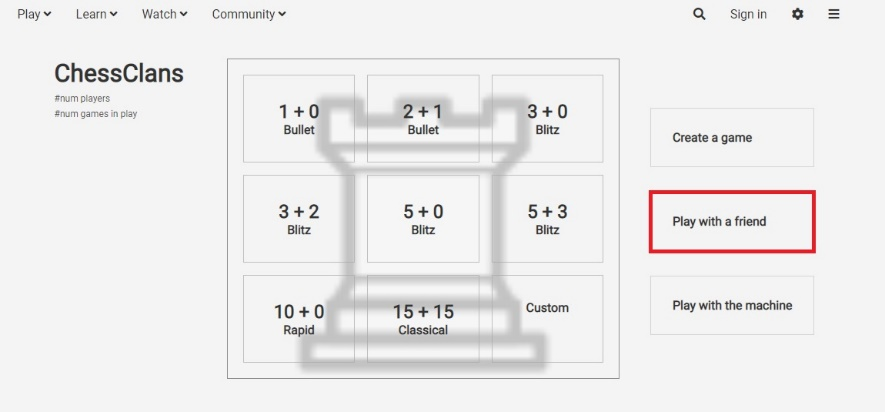 Play Learn Watch Community Sign in
ChessClans
#num players
#num games in play
1 + 0 2 + 1 3 + 0
Bullet Bullet Blitz
3 + 2 5 + 0 5 + 3
Blitz Blitz Blitz
10 + 0 15 + 15 Custom
Rapid Classical
Create a game
Play with a friend
Play with the machine